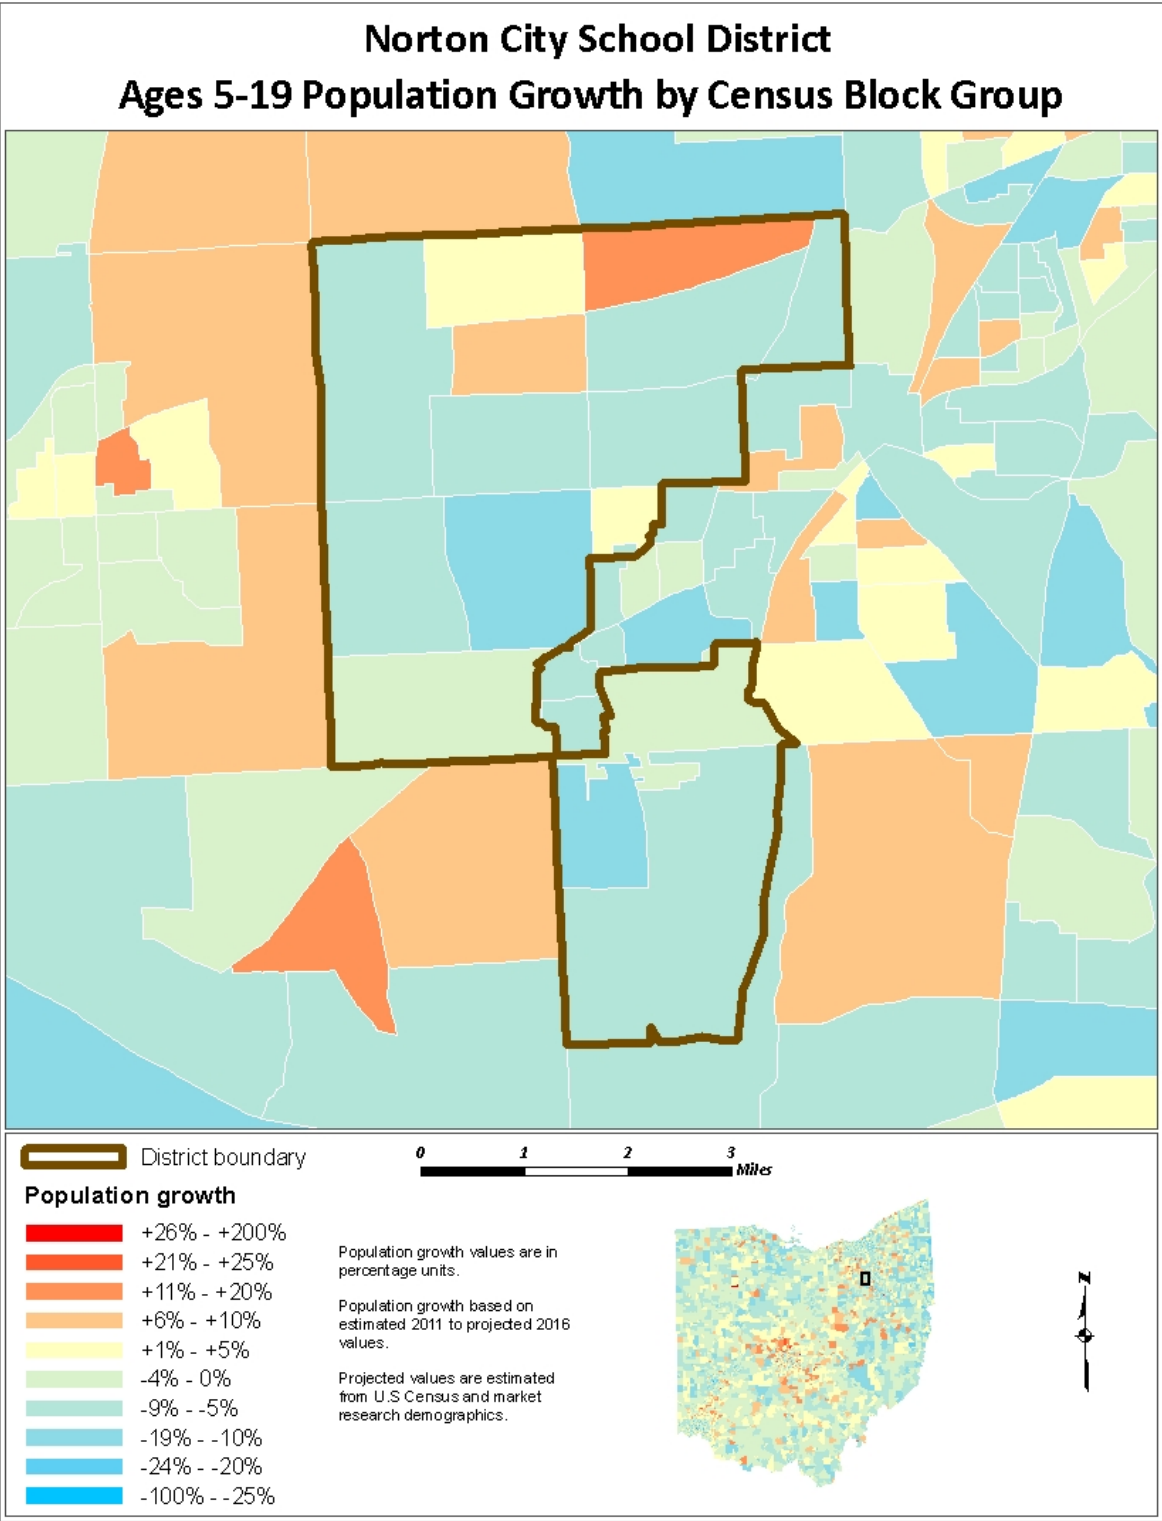 Norton City School District
Ages 5-19 Population Growth by Census Block Group
District boundary
0 1 2 3
Miles
Population growth
+26% - +200%
+21% - +25%
+11% - +20%
+6% - +10%
+1% - +5%
-4% - 0%
-9% - -5%
-19% - -10%
-24% - -20%
-100% - -25%
Population growth values are in
percentage units.
Population growth based on
estimated 2011 to projected 2016
values.
Projected values are estimated
from U.S Census and market
research demographics.
N